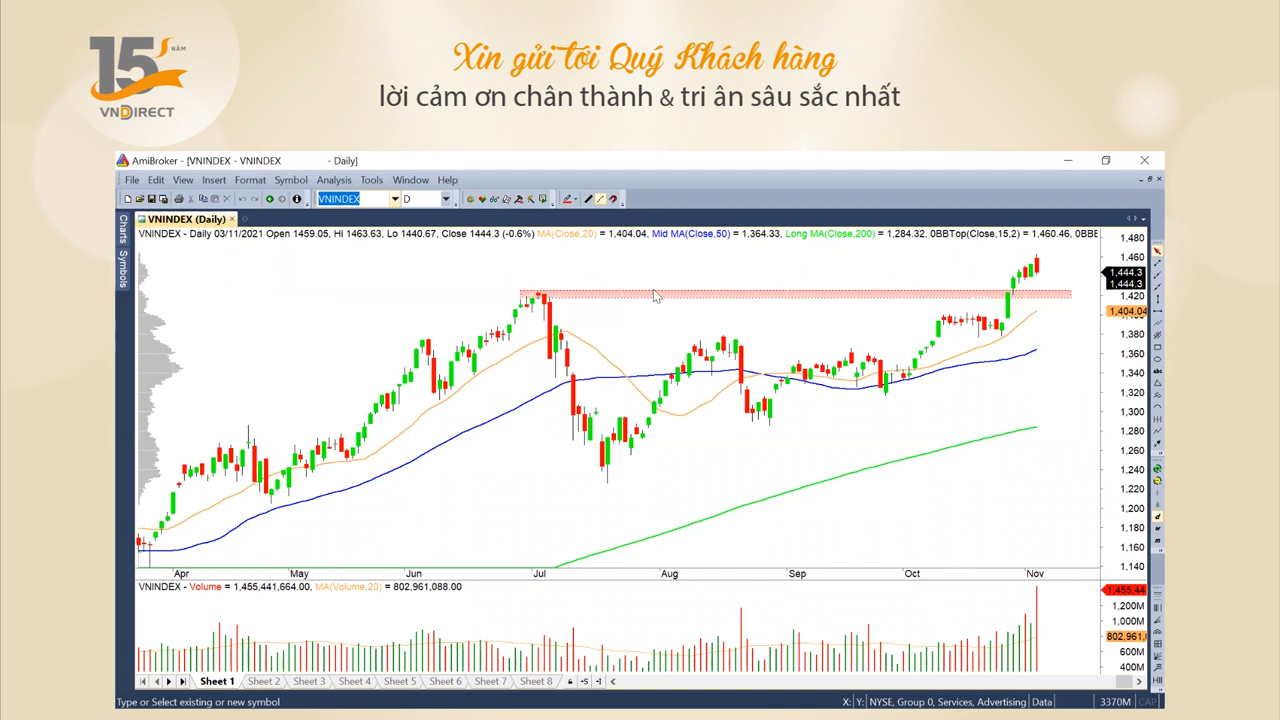 15 NĂM
VNDIRECT
Xin gửi tới Quý Khách hàng
lời cảm ơn chân thành & tri ân sâu sắc nhất
AmiBroker - [VNINDEX - VNINDEX - Daily]
File Edit View Insert Format Analysis Tools Window Help
VNINDEX D
VNINDEX (Daily)
Charts
Symbols
VNINDEX - Daily 03/11/2021 Open 1459.05, Hi 1463.63, Lo 1440.67, Close 1444.3 (-0.6%) MA(Close,20) = 1,404.04, Mid MA(Close,50) = 1,364.33, Long MA(Close,200) = 1,284.32, 0BBTop(Close,15,2) = 1,460.46, 0BBE
1,480
1,460
1,444.3
1,444.3
1,420
1,404.04
1,380
1,360
1,340
1,320
1,300
1,280
1,260
1,240
1,220
1,200
1,180
1,160
1,140
Apr May Jun Jul Aug Sep Oct Nov
VNINDEX - Volume = 1,455,441,664.00, MA(Volume,20) = 802,961,088.00
1,455,44
1,200M
1,000M
802,961,
600M
400M
Sheet 1 Sheet 2 Sheet 3 Sheet 4 Sheet 5 Sheet 6 Sheet 7 Sheet 8
Type or Select existing or new symbol X: Y: NYSE, Group 0, Services, Advertising Data 3370M CAP